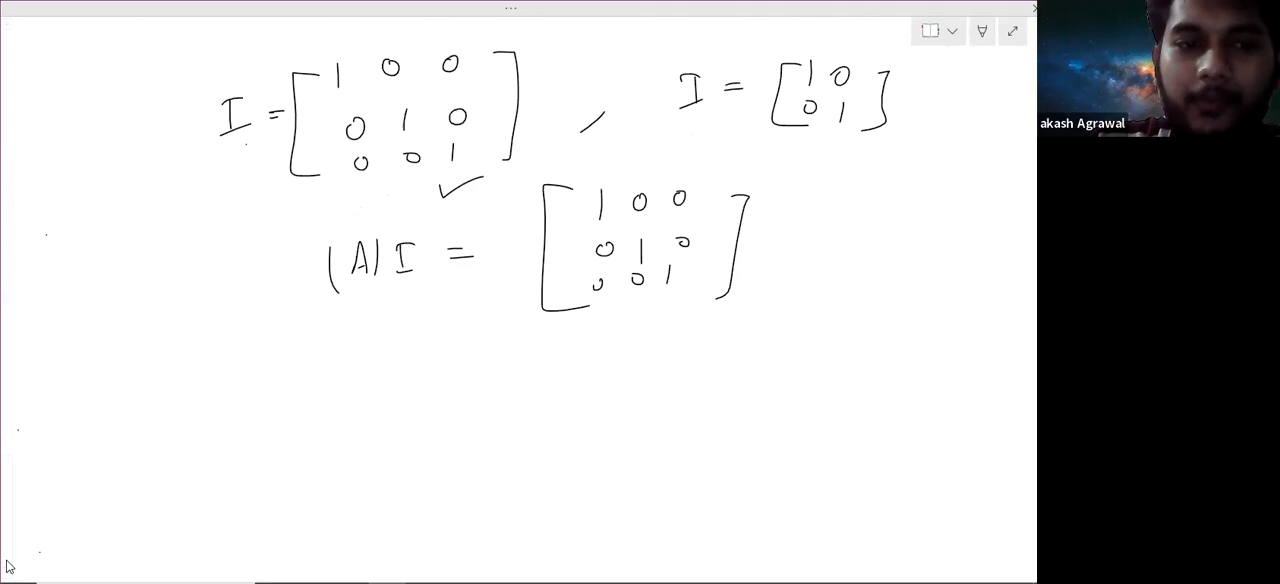 I = [ 1 0 0 , I = [ 1 0
0 1 0 0 1 ]
0 0 1 ]
✓
(A) I = [ 1 0 0
0 1 0
0 0 1 ]
akash Agrawal